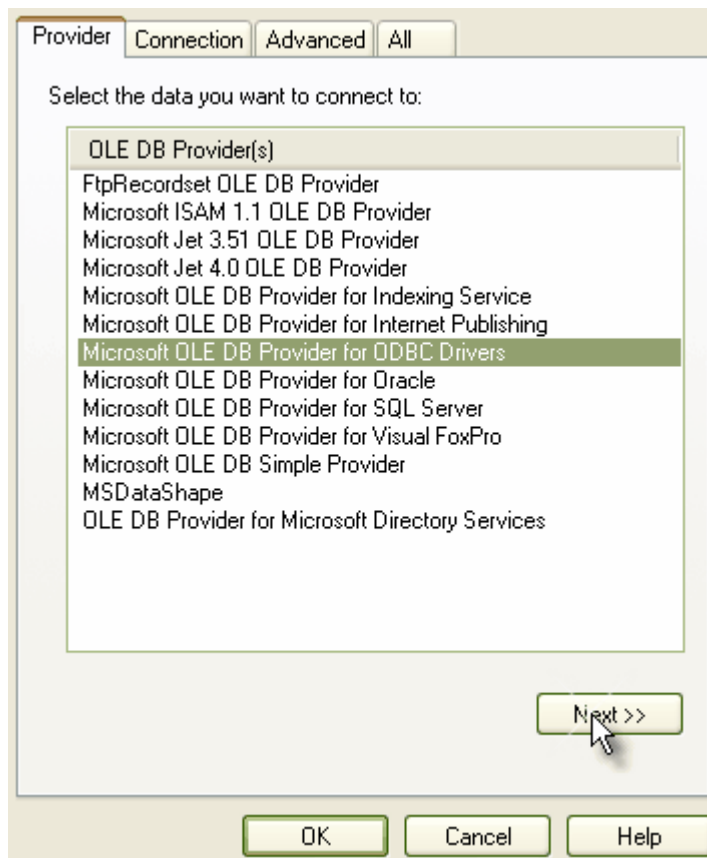 Provider Connection Advanced All
Select the data you want to connect to:
OLE DB Provider(s)
FtpRecordset OLE DB Provider
Microsoft ISAM 1.1 OLE DB Provider
Microsoft Jet 3.51 OLE DB Provider
Microsoft Jet 4.0 OLE DB Provider
Microsoft OLE DB Provider for Indexing Service
Microsoft OLE DB Provider for Internet Publishing
Microsoft OLE DB Provider for ODBC Drivers
Microsoft OLE DB Provider for Oracle
Microsoft OLE DB Provider for SQL Server
Microsoft OLE DB Provider for Visual FoxPro
Microsoft OLE DB Simple Provider
MSDataShape
OLE DB Provider for Microsoft Directory Services
Next >>
OK Cancel Help